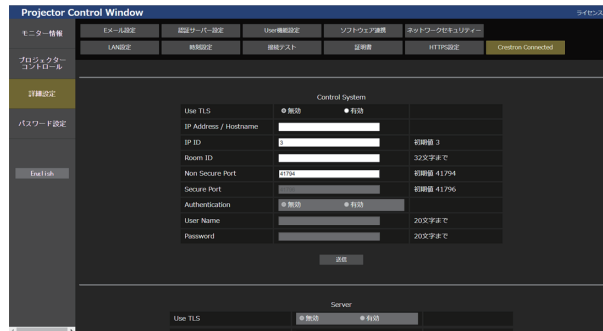 Projector Control Window
ライセンス
モニター情報
プロジェクター
コントロール
詳細設定
パスワード設定
English
Eメール設定 認証サーバー設定 User機能設定 ソフトウェア連携 ネットワークセキュリティー
LAN設定 時刻設定 接続テスト 証明書 HTTPS設定 Crestron Connected
Control System
Use TLS 無効 有効
IP Address / Hostname
IP ID 3 初期値 3
Room ID 32文字まで
Non Secure Port 41794 初期値 41794
Secure Port 初期値 41796
Authentication 無効 有効
User Name 20文字まで
Password 20文字まで
送信
Server
Use TLS 無効 有効